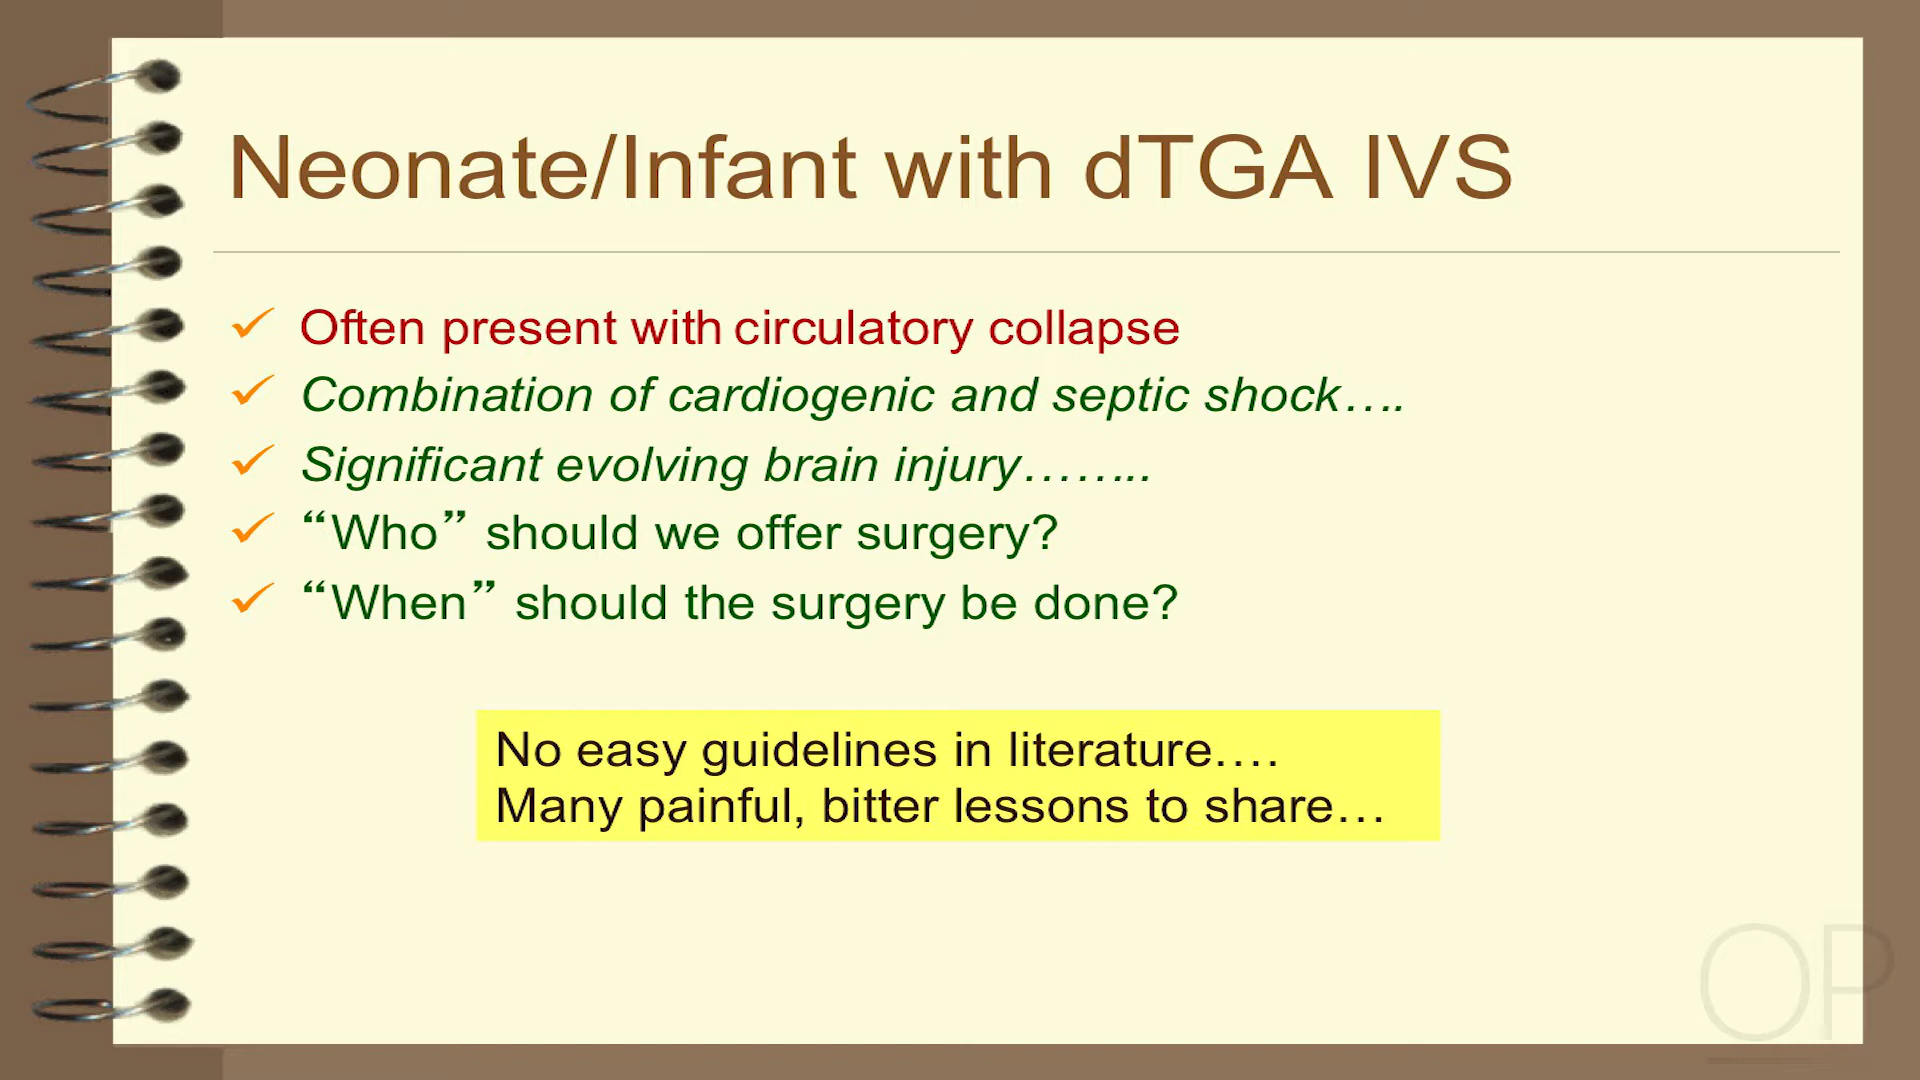 Neonate/Infant with dTGA IVS
Often present with circulatory collapse
Combination of cardiogenic and septic shock….
Significant evolving brain injury……..
“Who” should we offer surgery?
“When” should the surgery be done?
No easy guidelines in literature….
Many painful, bitter lessons to share…
OP